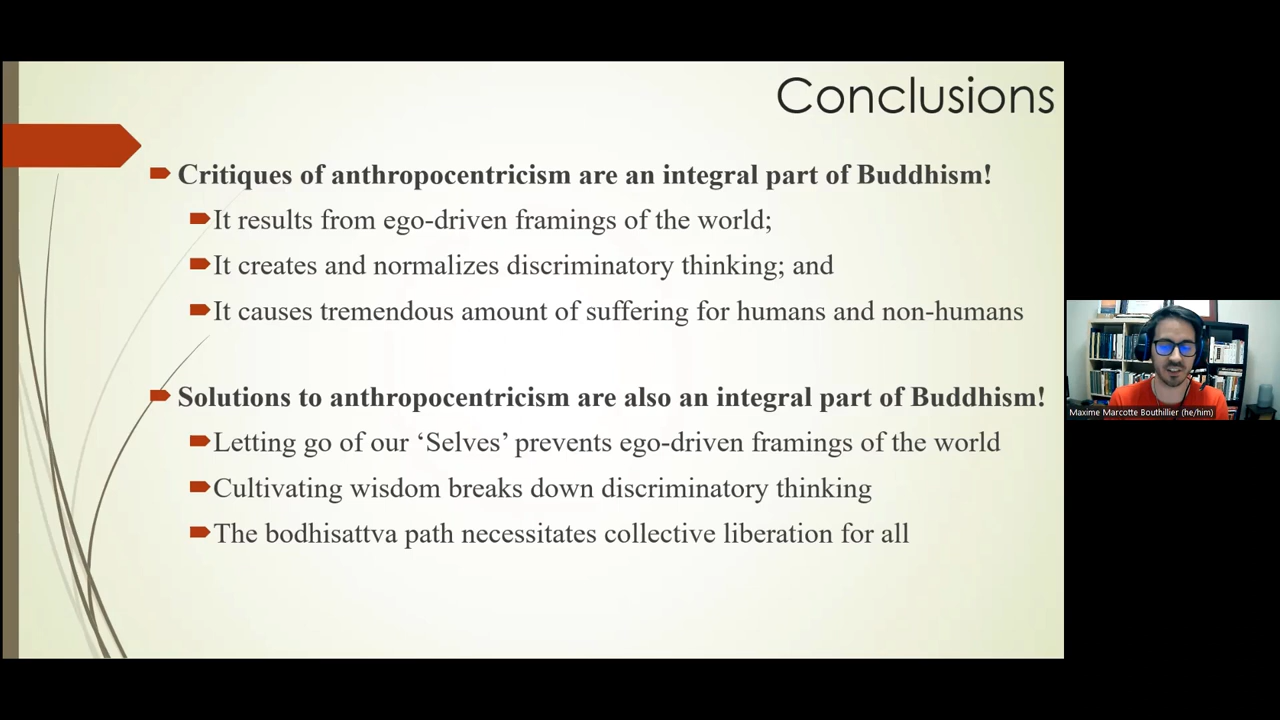 Conclusions
Critiques of anthropocentricism are an integral part of Buddhism!
It results from ego-driven framings of the world;
It creates and normalizes discriminatory thinking; and
It causes tremendous amount of suffering for humans and non-humans
Solutions to anthropocentricism are also an integral part of Buddhism!
Letting go of our ‘Selves’ prevents ego-driven framings of the world
Cultivating wisdom breaks down discriminatory thinking
The bodhisattva path necessitates collective liberation for all
Maxime Marcotte Bouthillier (he/him)